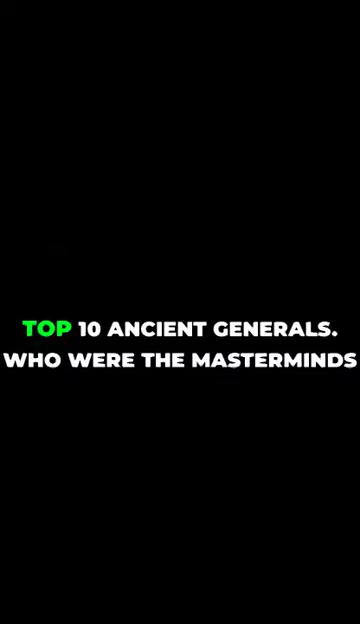 TOP 10 ANCIENT GENERALS.
WHO WERE THE MASTERMINDS